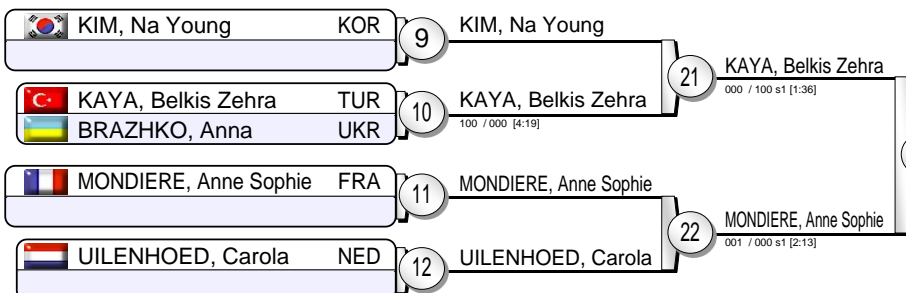 KIM, Na Young KOR
9
KIM, Na Young
KAYA, Belkis Zehra TUR
BRAZHKO, Anna UKR
10
KAYA, Belkis Zehra
100 / 000 [4:19]
21
KAYA, Belkis Zehra
000 / 100 s1 [1:36]
MONDIERE, Anne Sophie FRA
11
MONDIERE, Anne Sophie
UILENHOED, Carola NED
12
UILENHOED, Carola
22
MONDIERE, Anne Sophie
001 / 000 s1 [2:13]